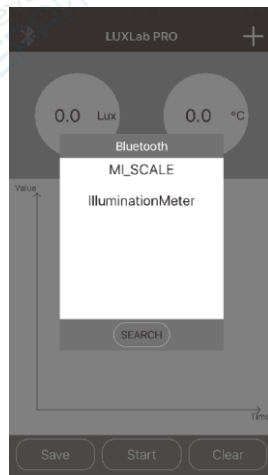 LUXLab PRO
0.0 Lux
0.0 °C
Bluetooth
MI_SCALE
IlluminationMeter
SEARCH
Value
Time
Save
Start
Clear